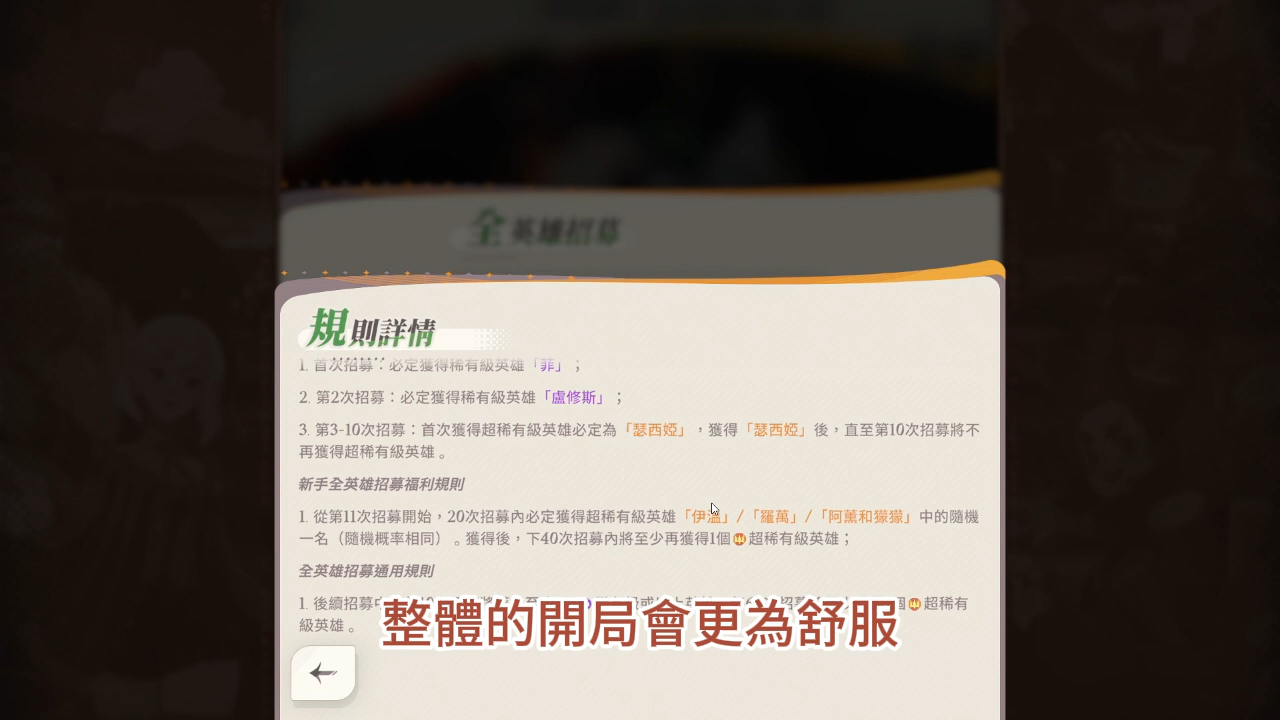 全英雄招募
規則詳情
1. 首次招募：必定獲得稀有級英雄「菲」；
2. 第2次招募：必定獲得稀有級英雄「盧修斯」；
3. 第3-10次招募：首次獲得超稀有級英雄必定為「瑟西婭」，獲得「瑟西婭」後，直至第10次招募將不
再獲得超稀有級英雄。
新手全英雄招募福利規則
1. 從第11次招募開始，20次招募內必定獲得超稀有級英雄「伊溫」/「羅萬」/「阿薰和獴獴」中的隨機
一名（隨機概率相同）。獲得後，下40次招募內將至少再獲得1個超稀有級英雄；
全英雄招募通用規則
1. 後續招募 個超稀有
級英雄。
整體的開局會更為舒服